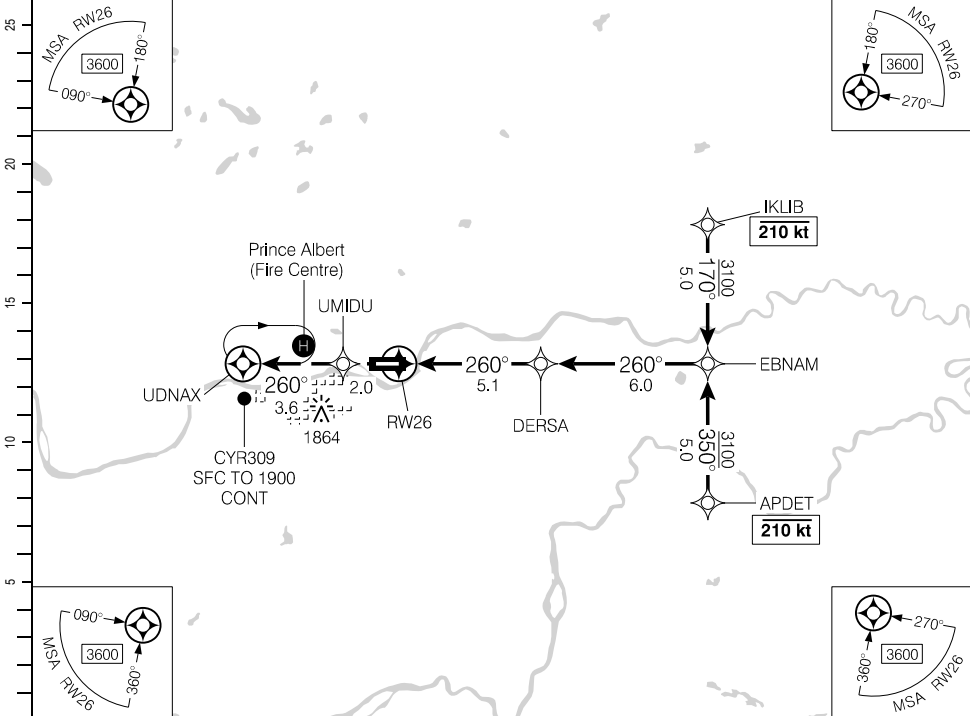 25
20
15
10
5
MSA RW26
3600
180°
090°
MSA RW26
180°
3600
270°
IKLIB
210 kt
3100
170°
5.0
Prince Albert
(Fire Centre)
H
UMIDU
UDNAX
260°
3.6
2.0
1864
RW26
260°
5.1
DERSA
260°
6.0
EBNAM
3100
350°
5.0
APDET
210 kt
CYR309
SFC TO 1900
CONT
090°
3600
360°
MSA RW26
270°
3600
360°
MSA RW26